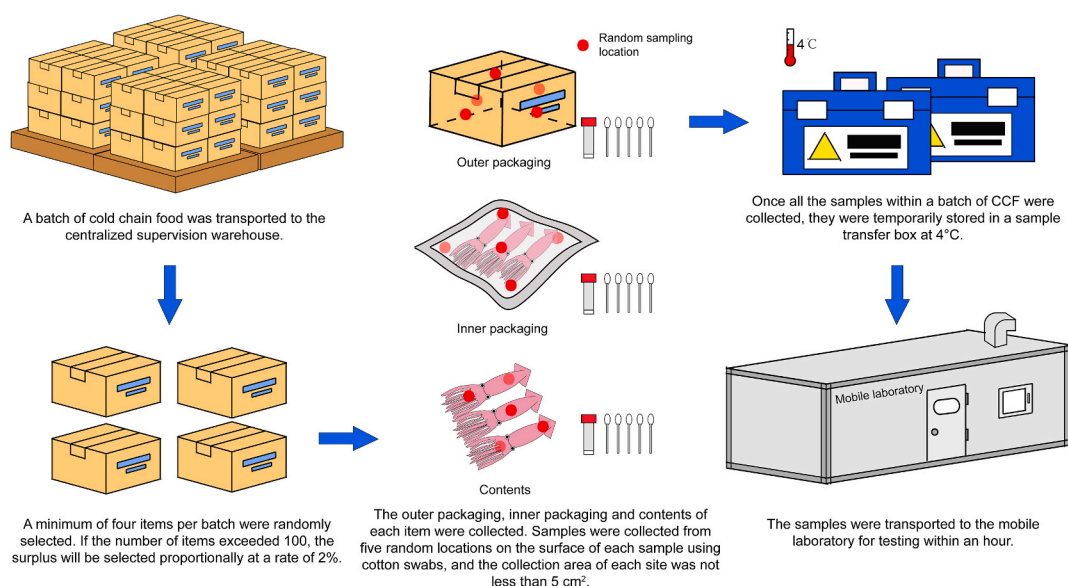 A batch of cold chain food was transported to the
centralized supervision warehouse.
A minimum of four items per batch were randomly
selected. If the number of items exceeded 100, the
surplus will be selected proportionally at a rate of 2%.
Random sampling
location
Outer packaging
Inner packaging
Contents
The outer packaging, inner packaging and contents of
each item were collected. Samples were collected from
five random locations on the surface of each sample using
cotton swabs, and the collection area of each site was not
less than 5 cm².
4℃
Once all the samples within a batch of CCF were
collected, they were temporarily stored in a sample
transfer box at 4°C.
Mobile laboratory
The samples were transported to the mobile
laboratory for testing within an hour.